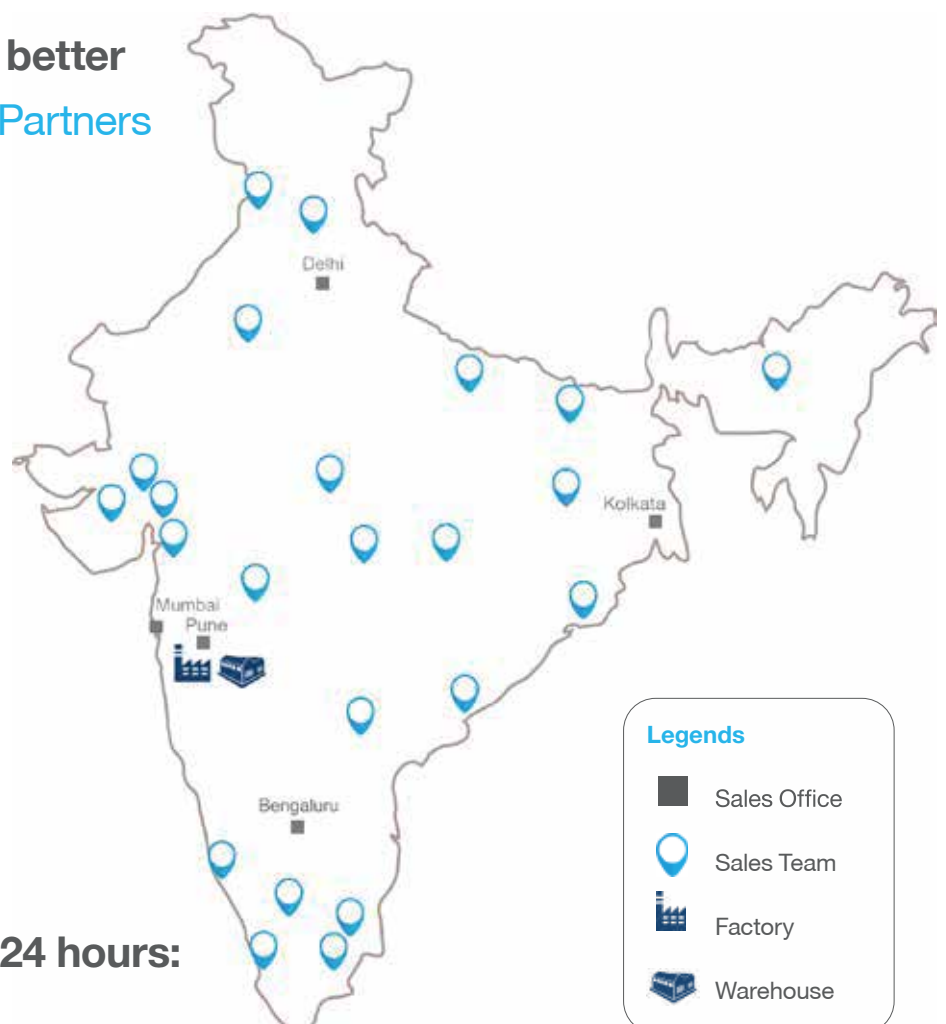 better
Partners
Delhi
Kolkata
Mumbai
Pune
Bengaluru
24 hours:
Legends
Sales Office
Sales Team
Factory
Warehouse